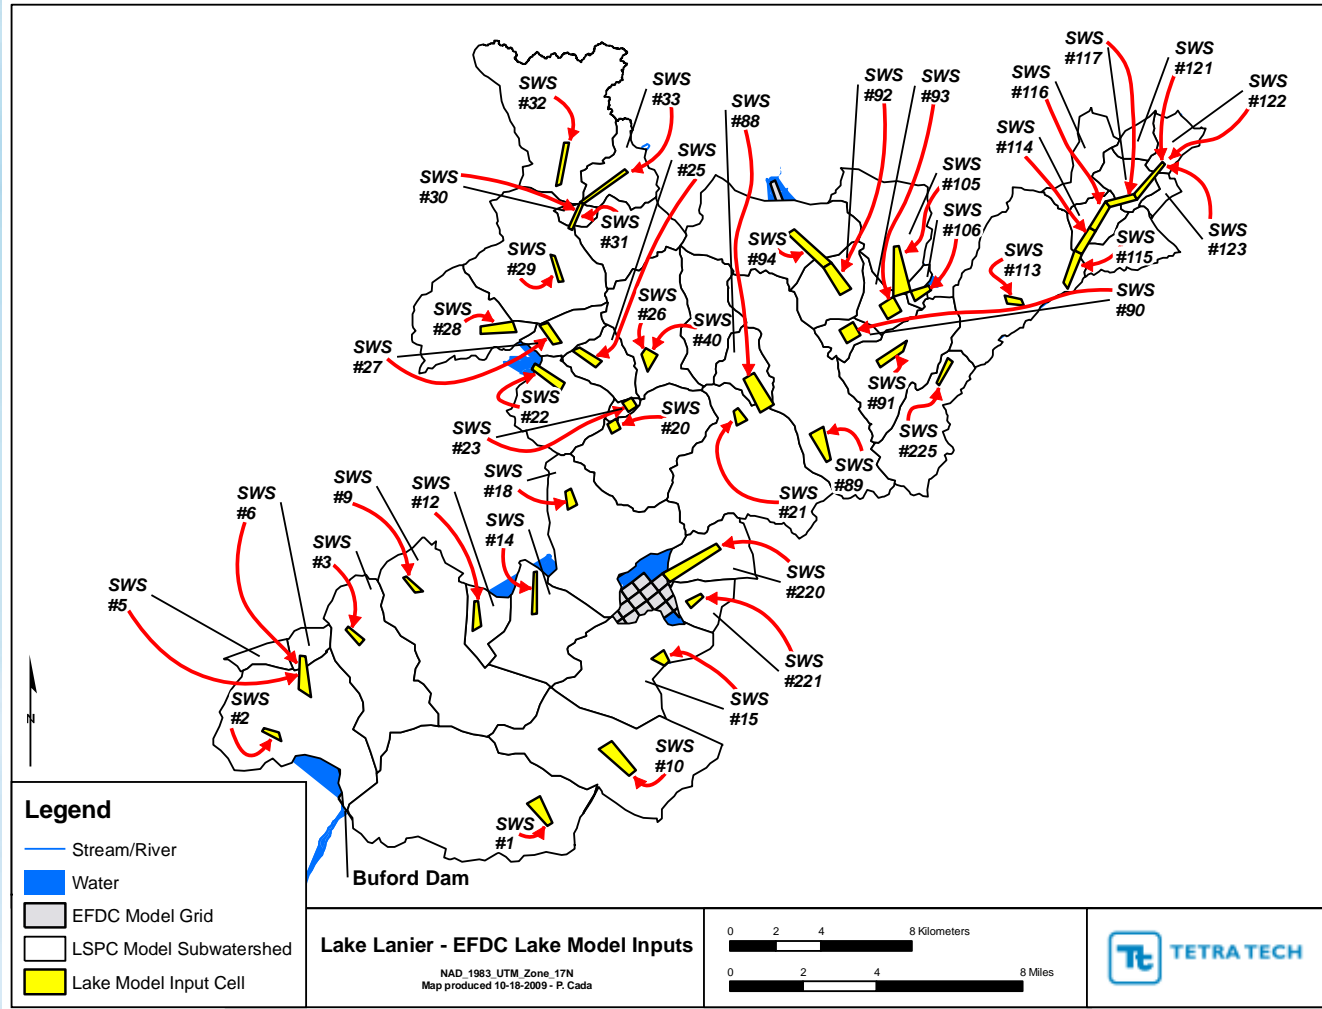 SWS
#117
SWS
#121
SWS
#116
SWS
#122
SWS
#32
SWS
#33
SWS
#92
SWS
#93
SWS
#88
SWS
#114
SWS
#25
SWS
#30
SWS
#105
SWS
#106
SWS
#31
SWS
#94
SWS
#123
SWS
#115
SWS
#29
SWS
#113
SWS
#90
SWS
#26
SWS
#28
SWS
#40
SWS
#27
SWS
#91
SWS
#22
SWS
#20
SWS
#23
SWS
#225
SWS
#89
SWS
#18
SWS
#9
SWS
#12
SWS
#6
SWS
#21
SWS
#14
SWS
#3
SWS
#220
SWS
#5
SWS
#221
SWS
#2
SWS
#15
SWS
#10
SWS
#1
N
Buford Dam
Legend
Stream/River
Water
EFDC Model Grid
LSPC Model Subwatershed
Lake Model Input Cell
Lake Lanier - EFDC Lake Model Inputs
NAD_1983_UTM_Zone_17N
Map produced 10-18-2009 - P. Cada
0 2 4 8 Kilometers
0 2 4 8 Miles
Tt TETRA TECH